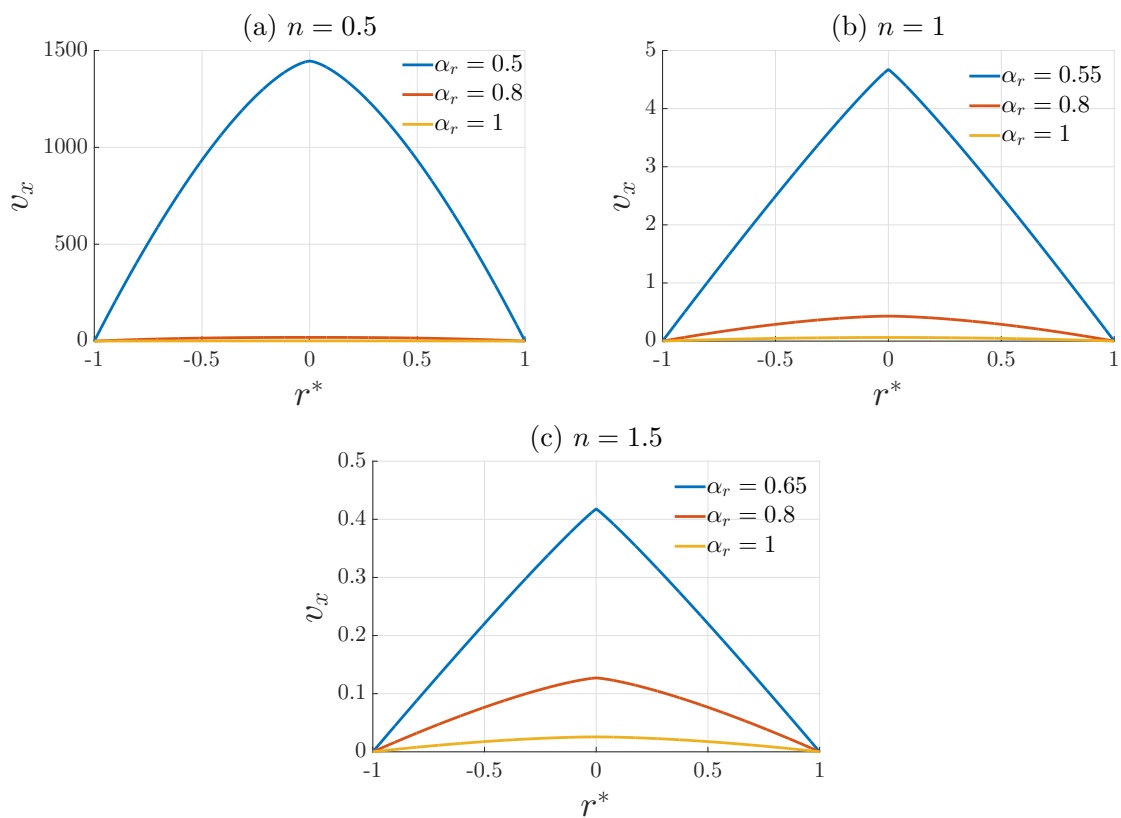 (a) n = 0.5
1500
1000
500
0
-1 -0.5 0 0.5 1
v_x
r*
α_r = 0.5
α_r = 0.8
α_r = 1
(b) n = 1
5
4
3
2
1
0
-1 -0.5 0 0.5 1
v_x
r*
α_r = 0.55
α_r = 0.8
α_r = 1
(c) n = 1.5
0.5
0.4
0.3
0.2
0.1
0
-1 -0.5 0 0.5 1
v_x
r*
α_r = 0.65
α_r = 0.8
α_r = 1